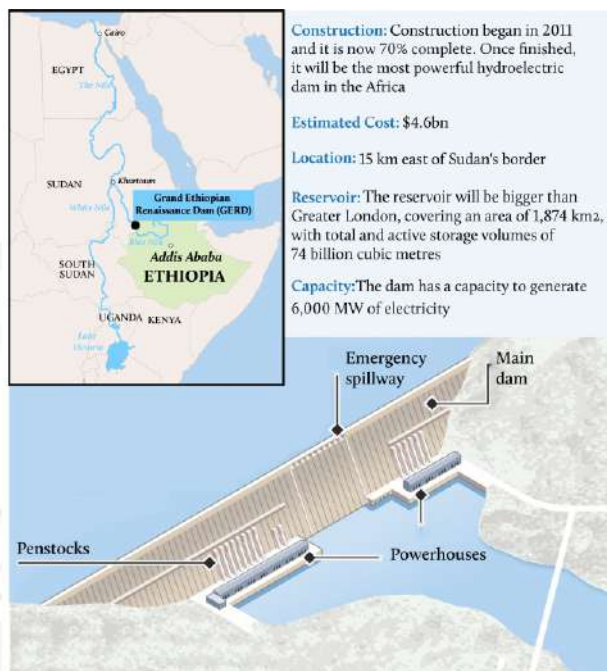 Cairo
EGYPT
The Nile
SUDAN
Khartoum
White Nile
Grand Ethiopian
Renaissance Dam (GERD)
Blue Nile
Addis Ababa
ETHIOPIA
SOUTH
SUDAN
UGANDA
KENYA
Lake
Victoria
Construction: Construction began in 2011
and it is now 70% complete. Once finished,
it will be the most powerful hydroelectric
dam in the Africa
Estimated Cost: $4.6bn
Location: 15 km east of Sudan's border
Reservoir: The reservoir will be bigger than
Greater London, covering an area of 1,874 km2,
with total and active storage volumes of
74 billion cubic metres
Capacity:The dam has a capacity to generate
6,000 MW of electricity
Emergency
spillway
Main
dam
Penstocks
Powerhouses